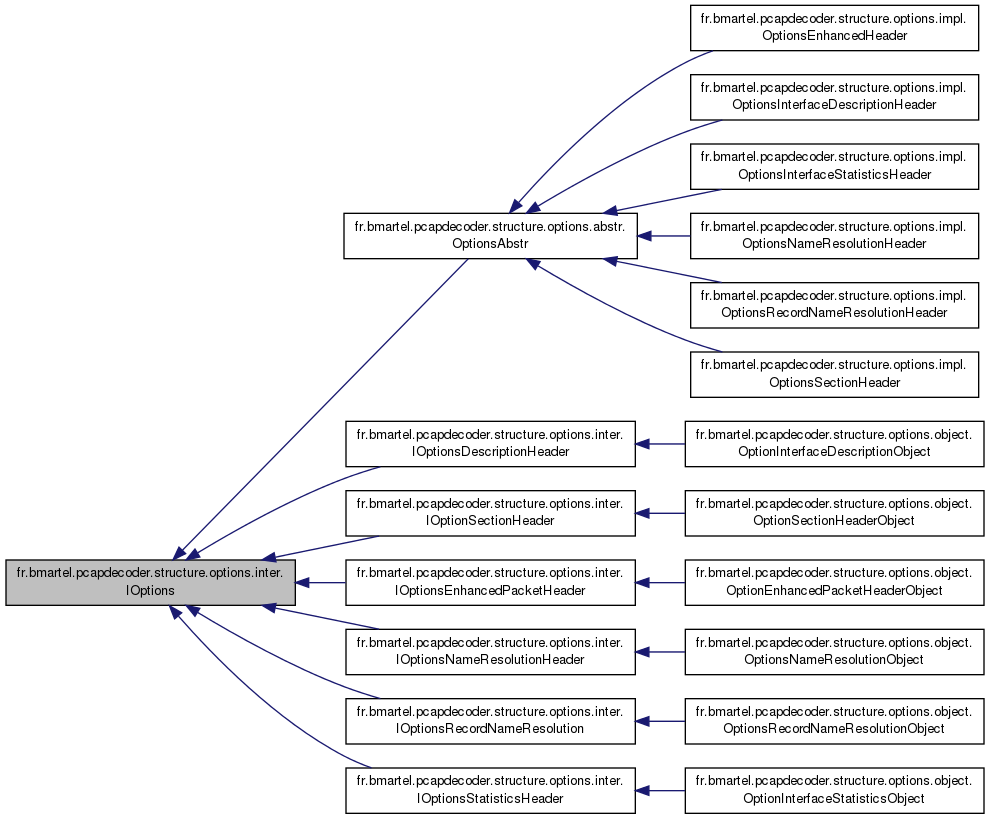 fr.bmartel.pcapdecoder.structure.options.impl.
OptionsEnhancedHeader
fr.bmartel.pcapdecoder.structure.options.impl.
OptionsInterfaceDescriptionHeader
fr.bmartel.pcapdecoder.structure.options.impl.
OptionsInterfaceStatisticsHeader
fr.bmartel.pcapdecoder.structure.options.abstr.
OptionsAbstr
fr.bmartel.pcapdecoder.structure.options.impl.
OptionsNameResolutionHeader
fr.bmartel.pcapdecoder.structure.options.impl.
OptionsRecordNameResolutionHeader
fr.bmartel.pcapdecoder.structure.options.impl.
OptionsSectionHeader
fr.bmartel.pcapdecoder.structure.options.inter.
IOptionsDescriptionHeader
fr.bmartel.pcapdecoder.structure.options.object.
OptionInterfaceDescriptionObject
fr.bmartel.pcapdecoder.structure.options.inter.
IOptionSectionHeader
fr.bmartel.pcapdecoder.structure.options.object.
OptionSectionHeaderObject
fr.bmartel.pcapdecoder.structure.options.inter.
IOptions
fr.bmartel.pcapdecoder.structure.options.inter.
IOptionsEnhancedPacketHeader
fr.bmartel.pcapdecoder.structure.options.object.
OptionEnhancedPacketHeaderObject
fr.bmartel.pcapdecoder.structure.options.inter.
IOptionsNameResolutionHeader
fr.bmartel.pcapdecoder.structure.options.object.
OptionsNameResolutionObject
fr.bmartel.pcapdecoder.structure.options.inter.
IOptionsRecordNameResolution
fr.bmartel.pcapdecoder.structure.options.object.
OptionsRecordNameResolutionObject
fr.bmartel.pcapdecoder.structure.options.inter.
IOptionsStatisticsHeader
fr.bmartel.pcapdecoder.structure.options.object.
OptionInterfaceStatisticsObject